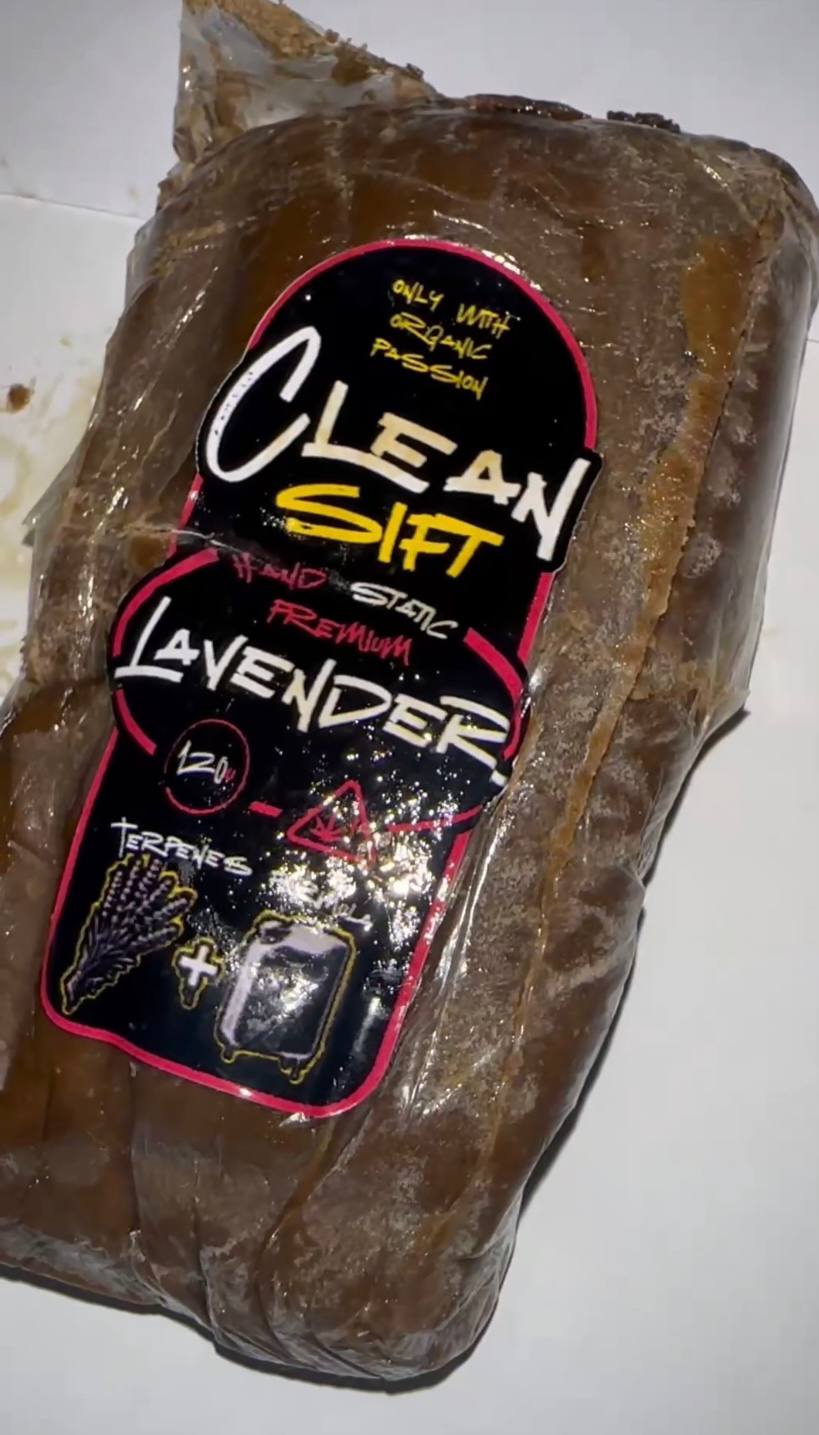 ONLY WITH
ORGANIC
PASSION
CLEAN
SIFT
HAND STATIC
PREMIUM
LAVENDER
120u
TERPENES
+